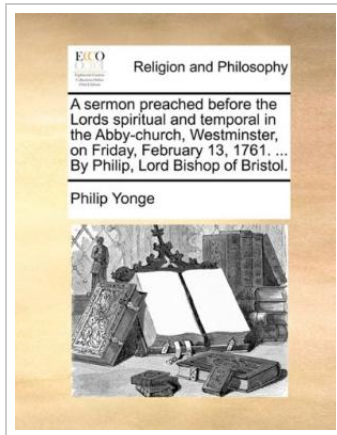 ECCO
Religion and Philosophy
A sermon preached before the
Lords spiritual and temporal in
the Abby-church, Westminster,
on Friday, February 13, 1761. ...
By Philip, Lord Bishop of Bristol.
Philip Yonge